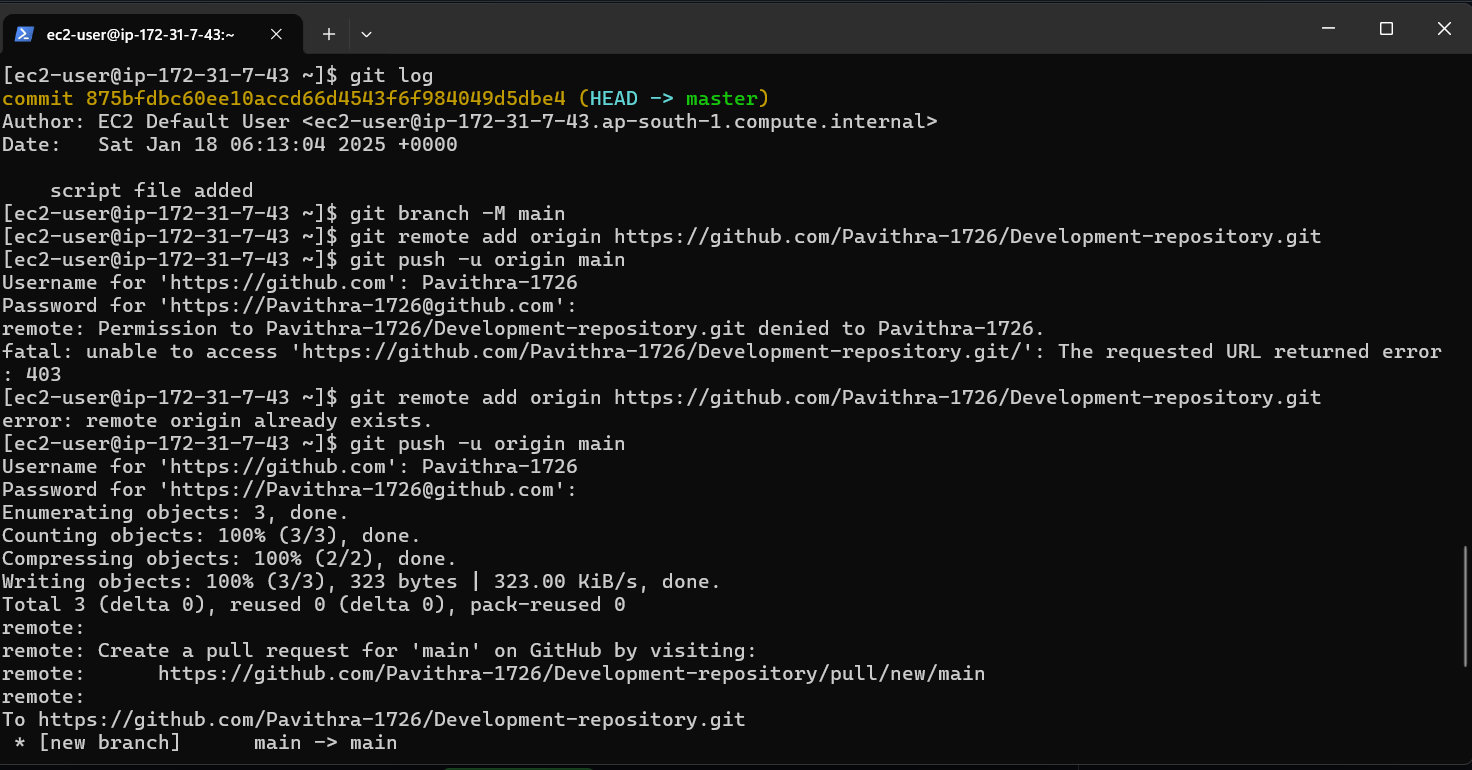 ec2-user@ip-172-31-7-43:~
[ec2-user@ip-172-31-7-43 ~]$ git log
commit 875bfdbc60ee10accd66d4543f6f984049d5dbe4 (HEAD -> master)
Author: EC2 Default User <ec2-user@ip-172-31-7-43.ap-south-1.compute.internal>
Date:   Sat Jan 18 06:13:04 2025 +0000
    script file added
[ec2-user@ip-172-31-7-43 ~]$ git branch -M main
[ec2-user@ip-172-31-7-43 ~]$ git remote add origin https://github.com/Pavithra-1726/Development-repository.git
[ec2-user@ip-172-31-7-43 ~]$ git push -u origin main
Username for 'https://github.com': Pavithra-1726
Password for 'https://Pavithra-1726@github.com':
remote: Permission to Pavithra-1726/Development-repository.git denied to Pavithra-1726.
fatal: unable to access 'https://github.com/Pavithra-1726/Development-repository.git/': The requested URL returned error
: 403
[ec2-user@ip-172-31-7-43 ~]$ git remote add origin https://github.com/Pavithra-1726/Development-repository.git
error: remote origin already exists.
[ec2-user@ip-172-31-7-43 ~]$ git push -u origin main
Username for 'https://github.com': Pavithra-1726
Password for 'https://Pavithra-1726@github.com':
Enumerating objects: 3, done.
Counting objects: 100% (3/3), done.
Compressing objects: 100% (2/2), done.
Writing objects: 100% (3/3), 323 bytes | 323.00 KiB/s, done.
Total 3 (delta 0), reused 0 (delta 0), pack-reused 0
remote:
remote: Create a pull request for 'main' on GitHub by visiting:
remote:      https://github.com/Pavithra-1726/Development-repository/pull/new/main
remote:
To https://github.com/Pavithra-1726/Development-repository.git
 * [new branch]      main -> main